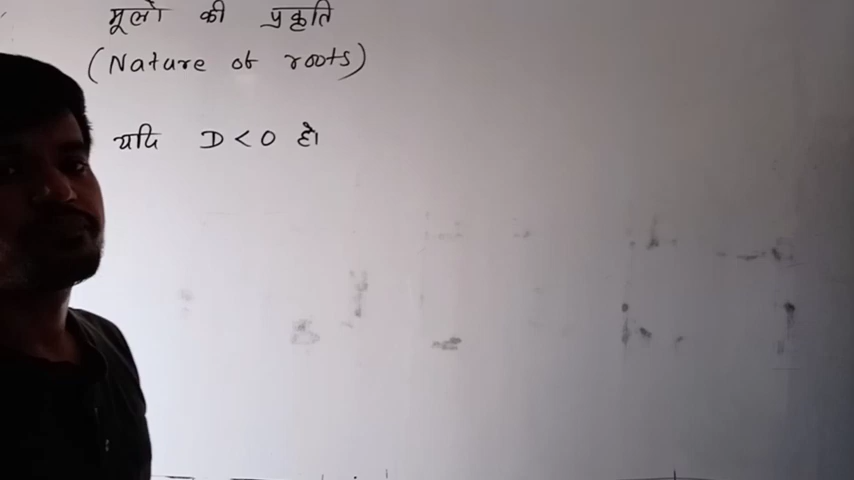 मूलों की प्रकृति
(Nature of roots)
यदि D < 0 हो